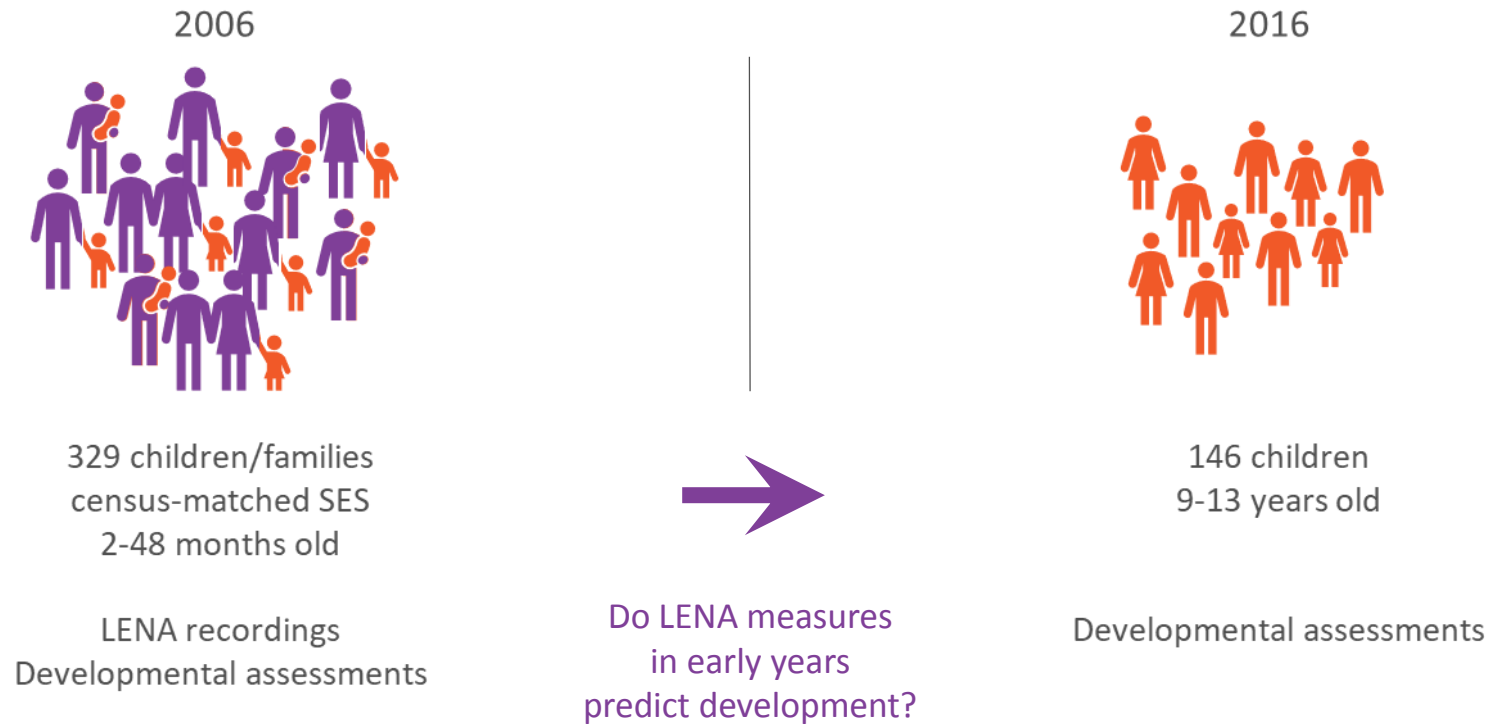 2006
329 children/families
census-matched SES
2-48 months old
LENA recordings
Developmental assessments
Do LENA measures
in early years
predict development?
2016
146 children
9-13 years old
Developmental assessments